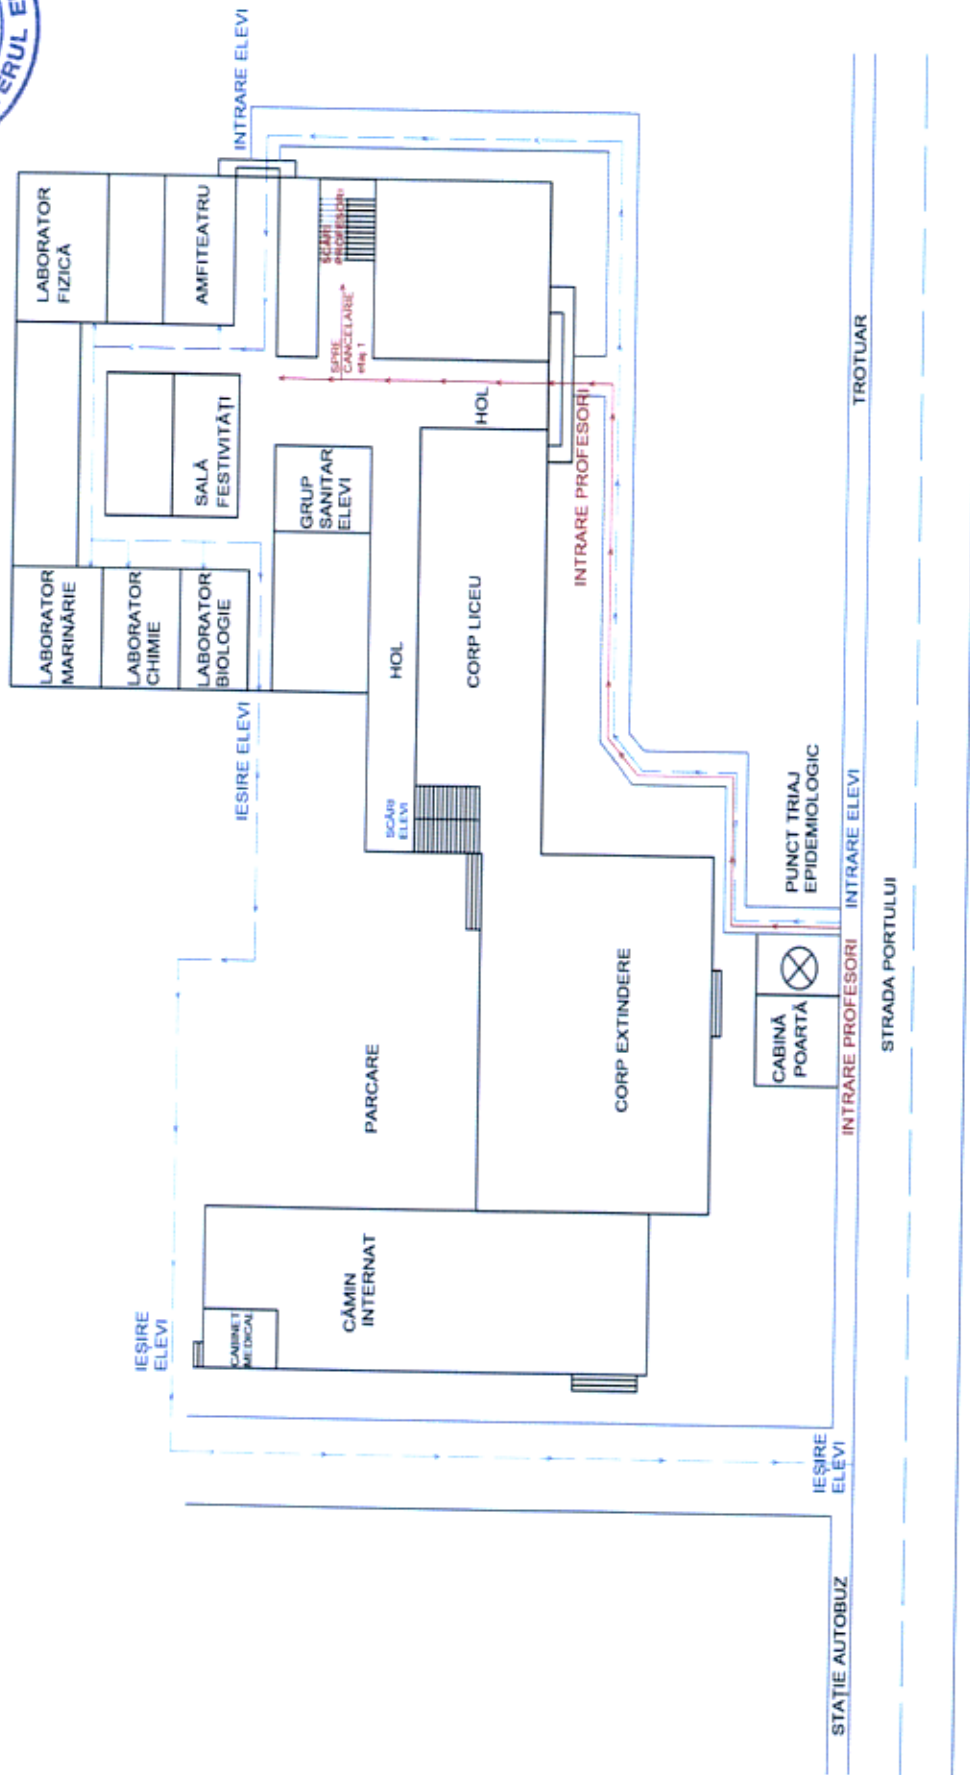 ERUL E
INTRARE ELEVI
LABORATOR
FIZICĂ
AMFITEATRU
SCĂRI
PROFESORI
SPRE
CANCELARIE
etaj 1
SALĂ
FESTIVITĂȚI
HOL
GRUP
SANITAR
ELEVI
INTRARE PROFESORI
TROTUAR
LABORATOR
MARINĂRIE
LABORATOR
CHIMIE
LABORATOR
BIOLOGIE
HOL
CORP LICEU
IESIRE ELEVI
SCĂRI
ELEVI
PUNCT TRIAJ
EPIDEMIOLOGIC
INTRARE ELEVI
PARCARE
CORP EXTINDERE
CABINĂ
POARTĂ
INTRARE PROFESORI
STRADA PORTULUI
IEȘIRE
ELEVI
CABINET
MEDICAL
CĂMIN
INTERNAT
IEȘIRE
ELEVI
STAȚIE AUTOBUZ